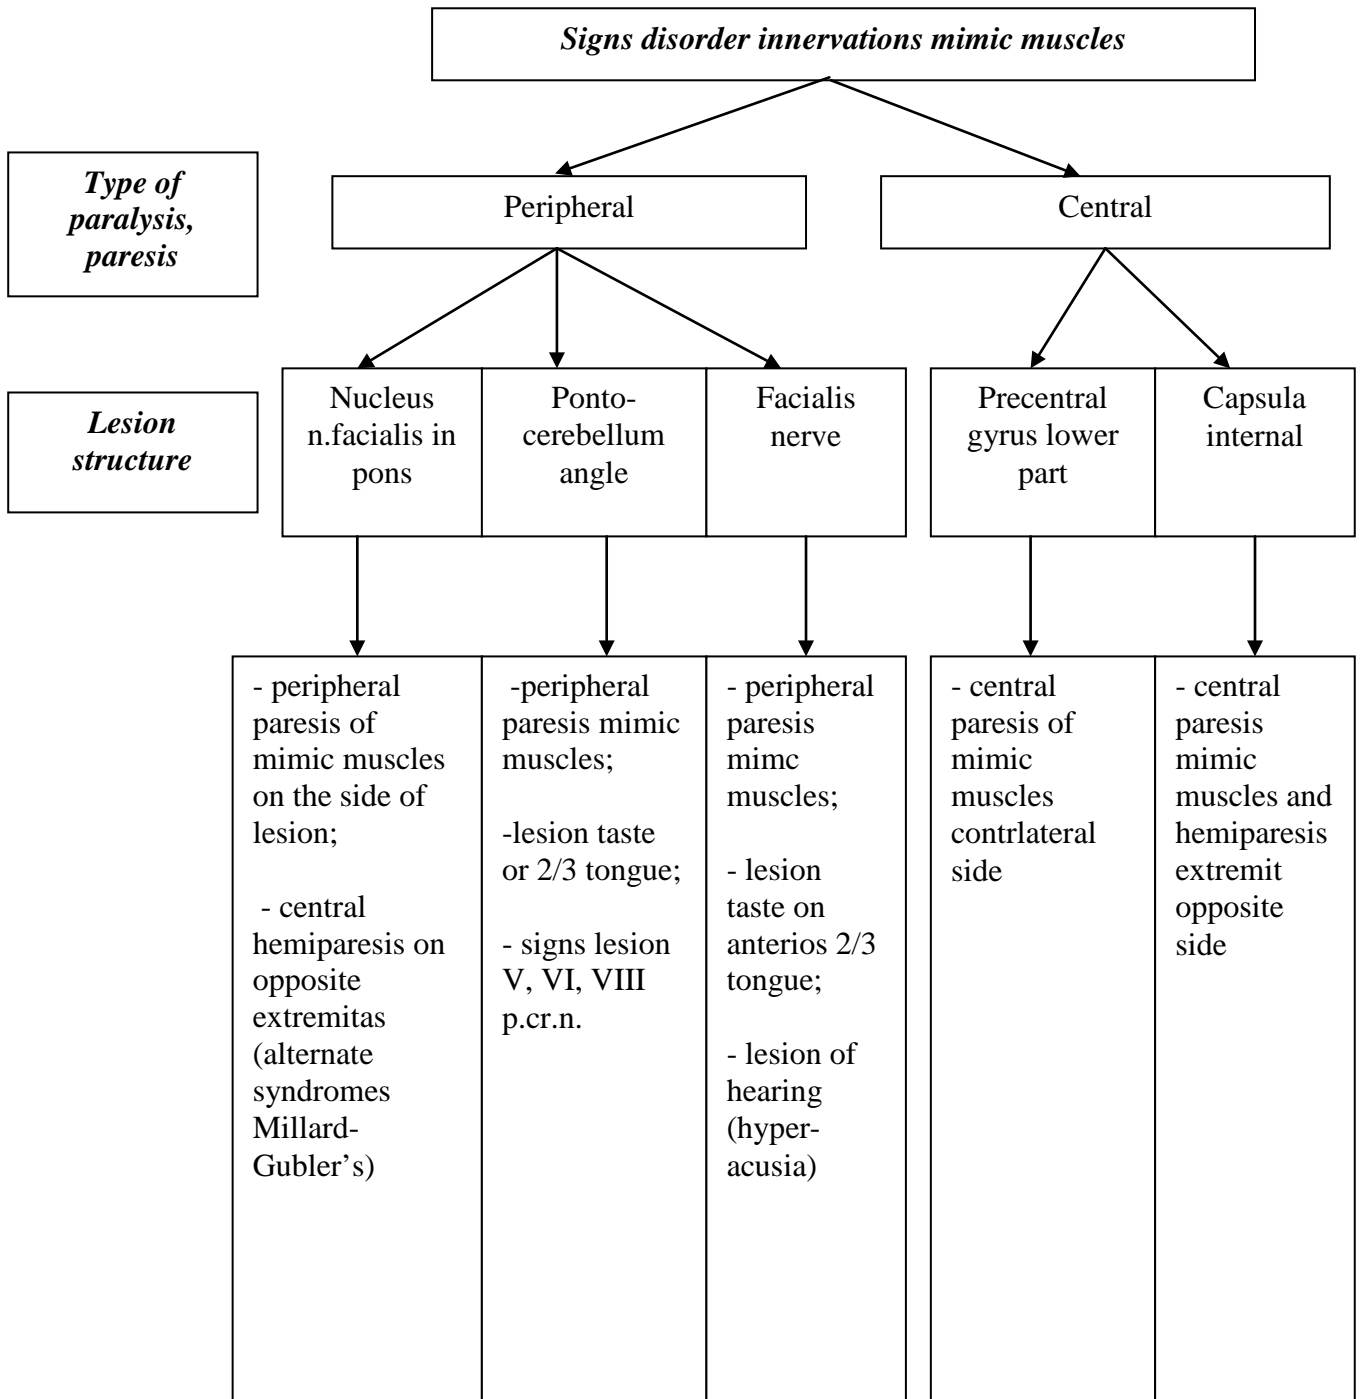 Signs disorder innervations mimic muscles
Type of
paralysis,
paresis
Peripheral
Central
Lesion
structure
Nucleus
n.facialis in
pons
Ponto-
cerebellum
angle
Facialis
nerve
Precentral
gyrus lower
part
Capsula
internal
- peripheral
paresis of
mimic muscles
on the side of
lesion;
- central
hemiparesis on
opposite
extremitas
(alternate
syndromes
Millard-
Gubler’s)
-peripheral
paresis mimic
muscles;
-lesion taste
or 2/3 tongue;
- signs lesion
V, VI, VIII
p.cr.n.
- peripheral
paresis
mimc
muscles;
- lesion
taste on
anterios 2/3
tongue;
- lesion of
hearing
(hyper-
acusia)
- central
paresis of
mimic
muscles
contrlateral
side
- central
paresis
mimic
muscles and
hemiparesis
extremit
opposite
side